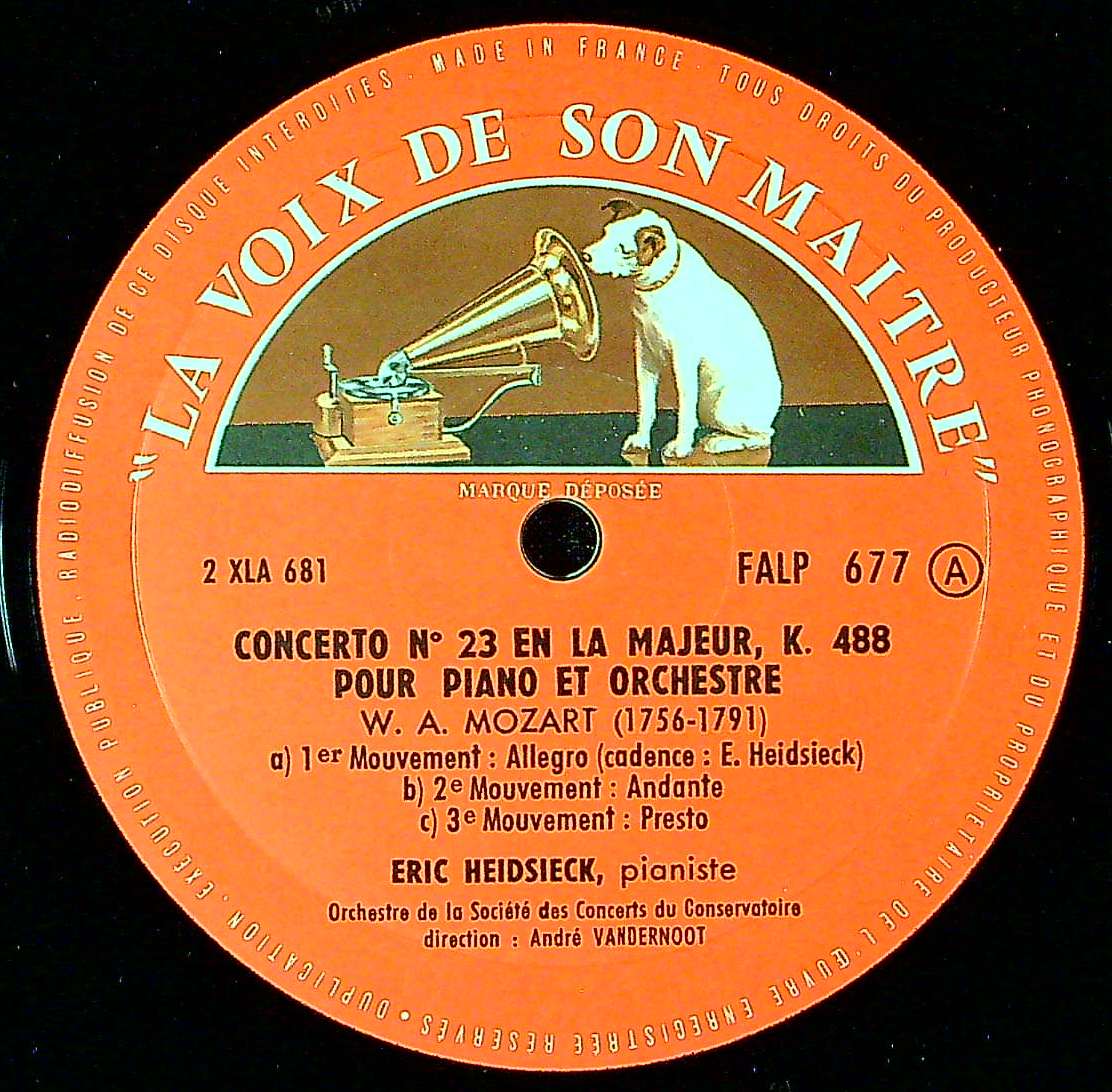 MADE IN FRANCE · TOUS DROITS DU PRODUCTEUR PHONOGRAPHIQUE ET DU PROPRIÉTAIRE DE L'ŒUVRE ENREGISTRÉE RÉSERVÉS • DUPLICATION · EXÉCUTION PUBLIQUE · RADIODIFFUSION DE CE DISQUE INTERDITES ·
"LA VOIX DE SON MAITRE"
MARQUE DÉPOSÉE
2 XLA 681
FALP 677 A
CONCERTO N° 23 EN LA MAJEUR, K. 488
POUR PIANO ET ORCHESTRE
W. A. MOZART (1756-1791)
a) 1er Mouvement : Allegro (cadence : E. Heidsieck)
b) 2e Mouvement : Andante
c) 3e Mouvement : Presto
ERIC HEIDSIECK, pianiste
Orchestre de la Société des Concerts du Conservatoire
direction : André VANDERNOOT